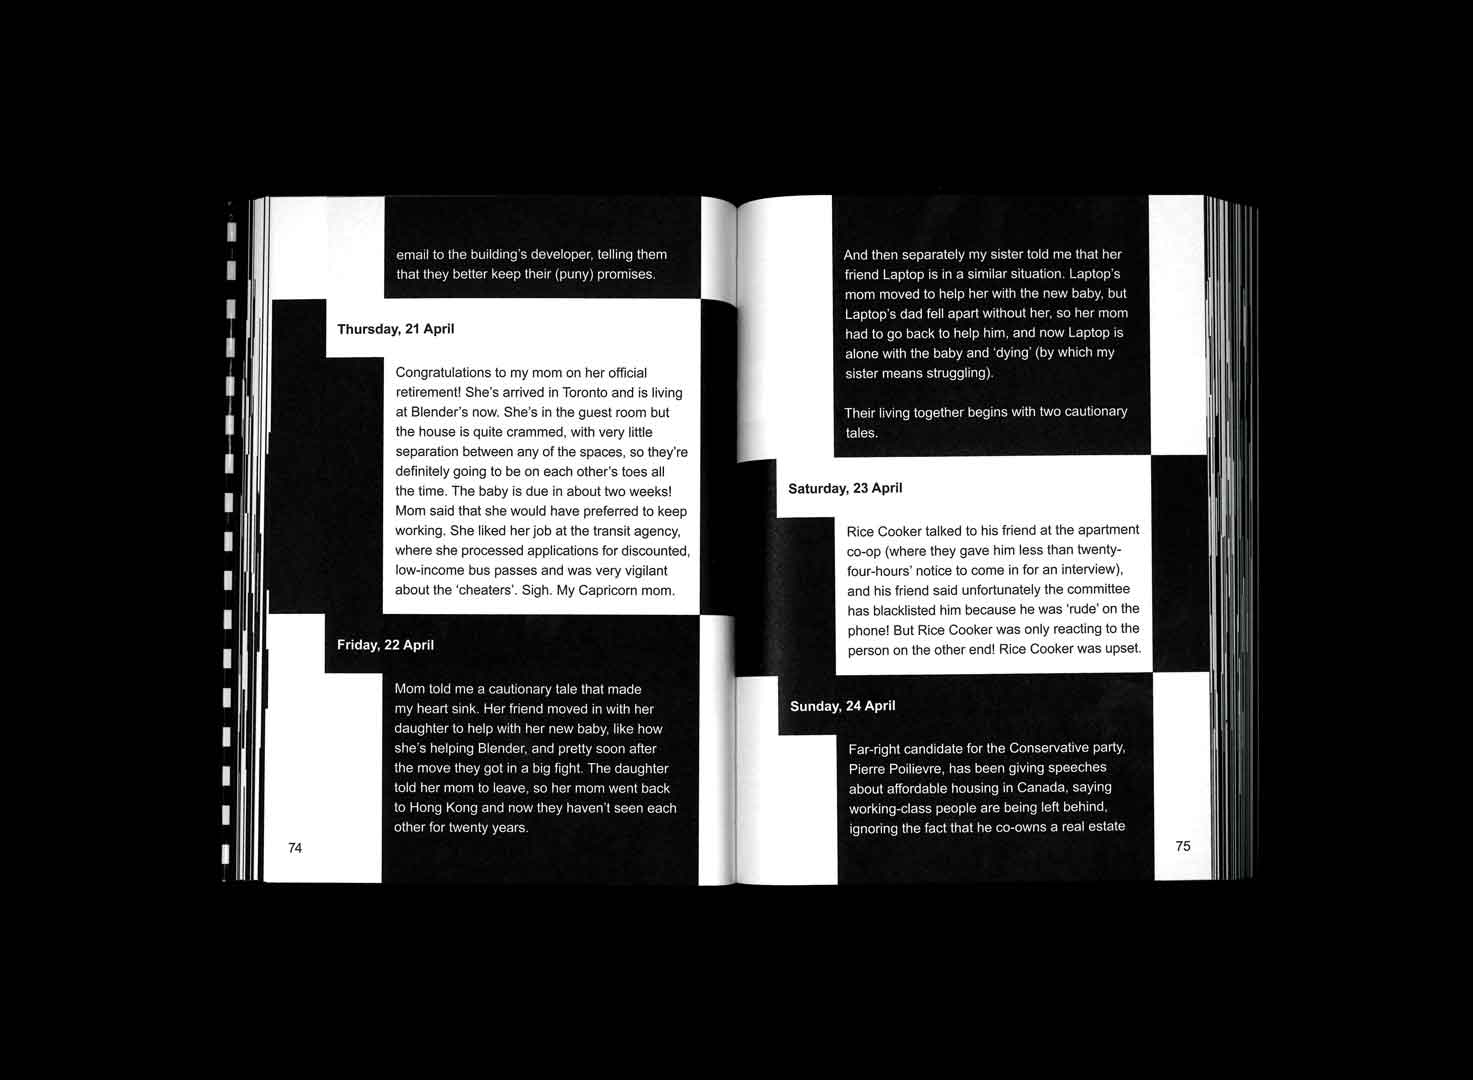 email to the building's developer, telling them
that they better keep their (puny) promises.
Thursday, 21 April
Congratulations to my mom on her official
retirement! She's arrived in Toronto and is living
at Blender's now. She's in the guest room but
the house is quite crammed, with very little
separation between any of the spaces, so they're
definitely going to be on each other's toes all
the time. The baby is due in about two weeks!
Mom said that she would have preferred to keep
working. She liked her job at the transit agency,
where she processed applications for discounted,
low-income bus passes and was very vigilant
about the 'cheaters'. Sigh. My Capricorn mom.
Friday, 22 April
Mom told me a cautionary tale that made
my heart sink. Her friend moved in with her
daughter to help with her new baby, like how
she's helping Blender, and pretty soon after
the move they got in a big fight. The daughter
told her mom to leave, so her mom went back
to Hong Kong and now they haven't seen each
other for twenty years.
74
And then separately my sister told me that her
friend Laptop is in a similar situation. Laptop's
mom moved to help her with the new baby, but
Laptop's dad fell apart without her, so her mom
had to go back to help him, and now Laptop is
alone with the baby and 'dying' (by which my
sister means struggling).
Their living together begins with two cautionary
tales.
Saturday, 23 April
Rice Cooker talked to his friend at the apartment
co-op (where they gave him less than twenty-
four-hours' notice to come in for an interview),
and his friend said unfortunately the committee
has blacklisted him because he was 'rude' on the
phone! But Rice Cooker was only reacting to the
person on the other end! Rice Cooker was upset.
Sunday, 24 April
Far-right candidate for the Conservative party,
Pierre Poilievre, has been giving speeches
about affordable housing in Canada, saying
working-class people are being left behind,
ignoring the fact that he co-owns a real estate
75